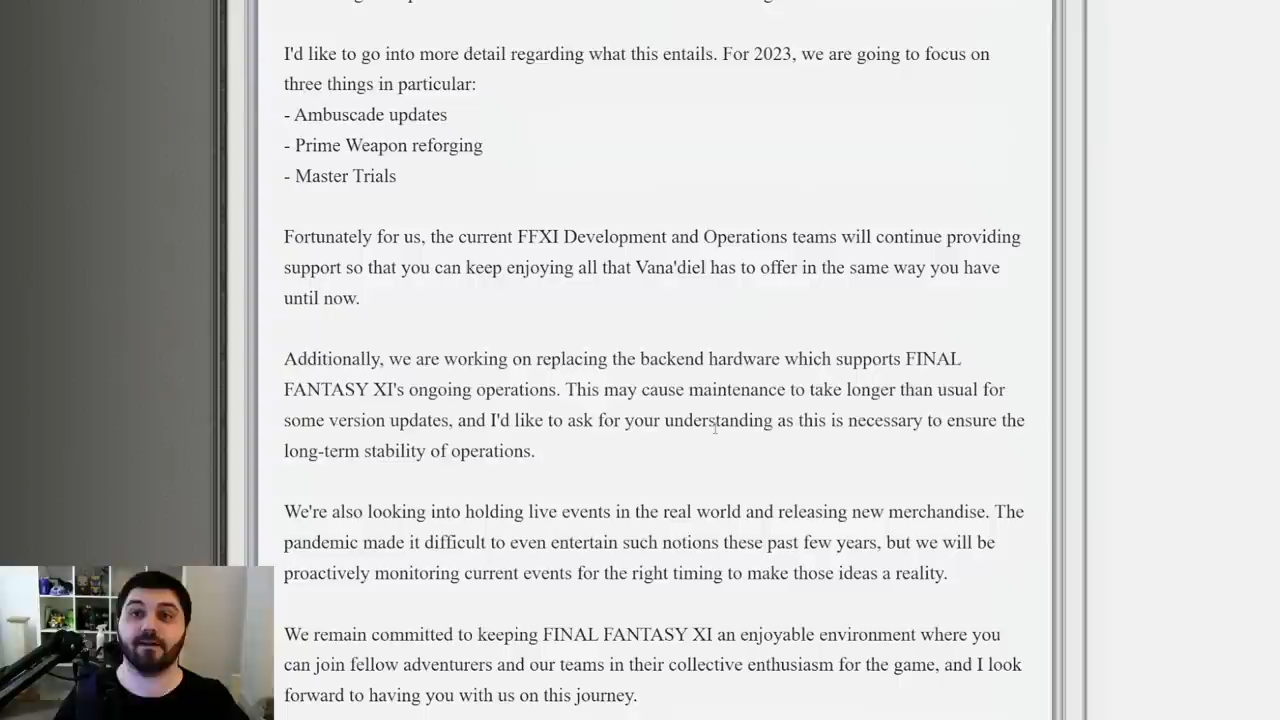 I'd like to go into more detail regarding what this entails. For 2023, we are going to focus on
three things in particular:
- Ambuscade updates
- Prime Weapon reforging
- Master Trials
Fortunately for us, the current FFXI Development and Operations teams will continue providing
support so that you can keep enjoying all that Vana'diel has to offer in the same way you have
until now.
Additionally, we are working on replacing the backend hardware which supports FINAL
FANTASY XI's ongoing operations. This may cause maintenance to take longer than usual for
some version updates, and I'd like to ask for your understanding as this is necessary to ensure the
long-term stability of operations.
We're also looking into holding live events in the real world and releasing new merchandise. The
pandemic made it difficult to even entertain such notions these past few years, but we will be
proactively monitoring current events for the right timing to make those ideas a reality.
We remain committed to keeping FINAL FANTASY XI an enjoyable environment where you
can join fellow adventurers and our teams in their collective enthusiasm for the game, and I look
forward to having you with us on this journey.